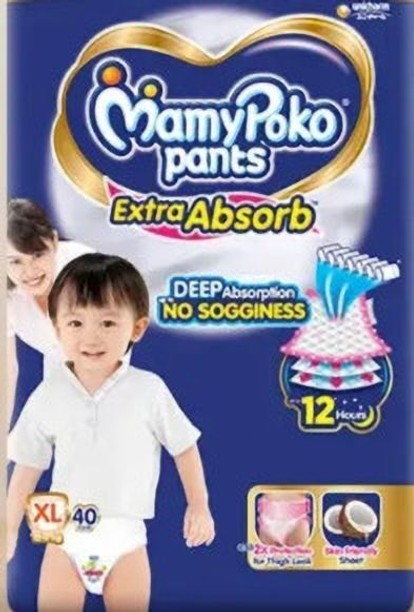 unicharm
MamyPoko
pants
Extra Absorb
DEEP Absorption
NO SOGGINESS
12 Hours
XL 40
2X Protection Skin Friendly
for Thigh Leak Sheet